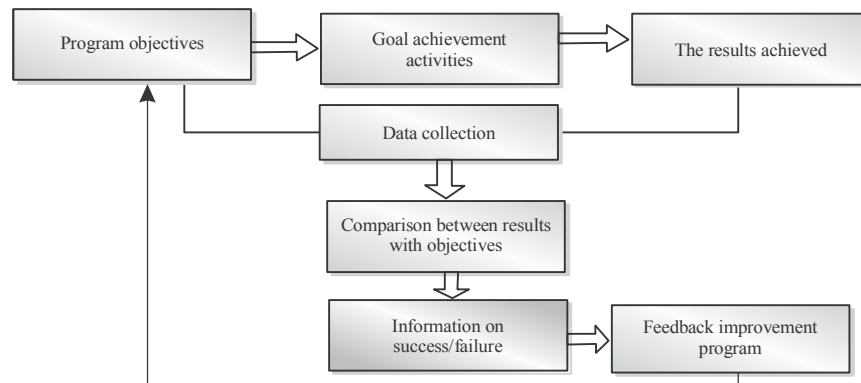 Program objectives
Goal achievement
activities
The results achieved
Data collection
Comparison between results
with objectives
Information on
success/failure
Feedback improvement
program